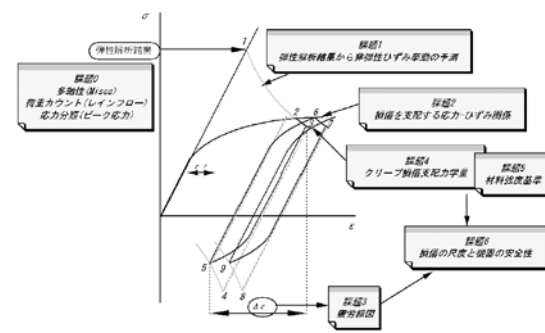 σ
弾性解析結果
1
課題1
弾性解析結果から非弾性ひずみ挙動の予測
課題0
多軸性(Mises)
荷重カウント(レインフロー)
応力分類(ピーク応力)
2
6
課題2
損傷を支配する応力-ひずみ関係
課題4
クリープ損傷支配力学量
課題5
材料強度基準
ε
課題6
損傷の尺度と機器の安全性
5
9
4
8
Δε
課題3
疲労線図